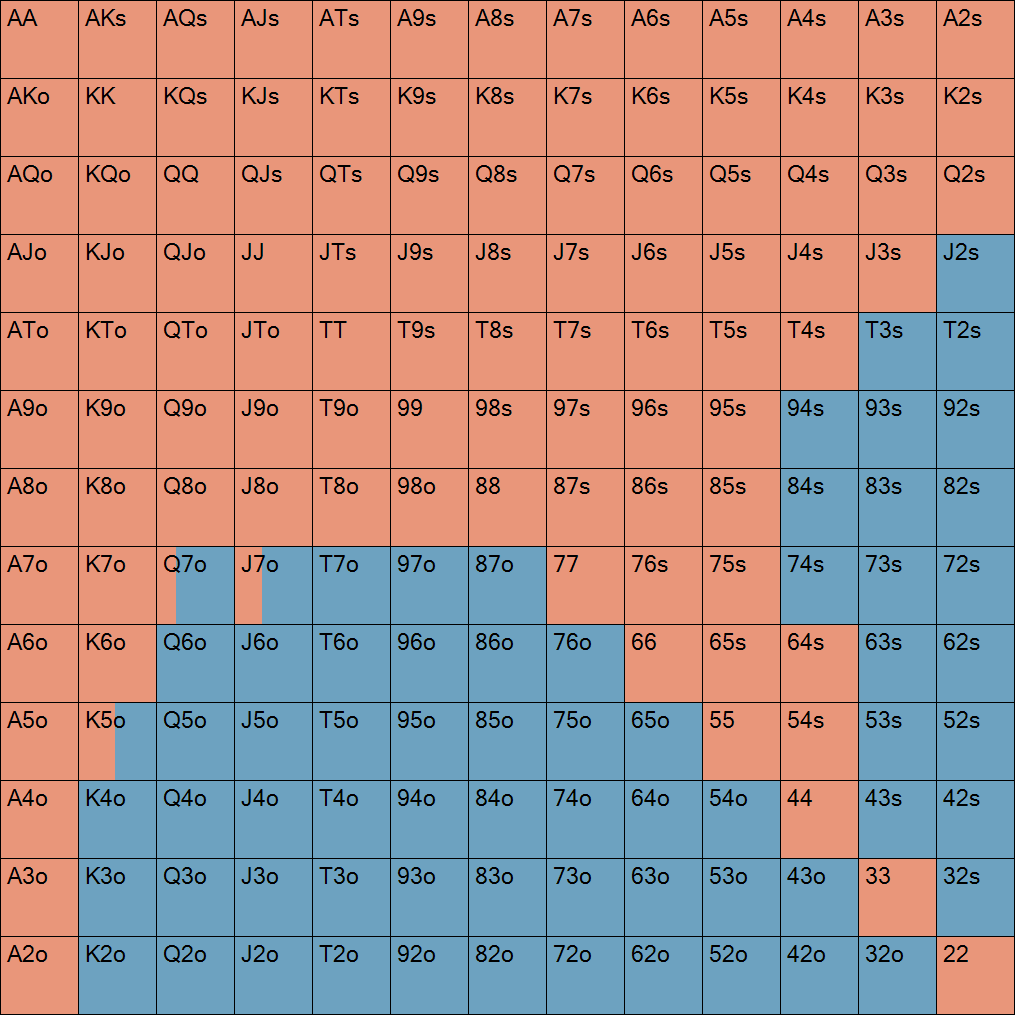 AA AKs AQs AJs ATs A9s A8s A7s A6s A5s A4s A3s A2s
AKo KK KQs KJs KTs K9s K8s K7s K6s K5s K4s K3s K2s
AQo KQo QQ QJs QTs Q9s Q8s Q7s Q6s Q5s Q4s Q3s Q2s
AJo KJo QJo JJ JTs J9s J8s J7s J6s J5s J4s J3s J2s
ATo KTo QTo JTo TT T9s T8s T7s T6s T5s T4s T3s T2s
A9o K9o Q9o J9o T9o 99 98s 97s 96s 95s 94s 93s 92s
A8o K8o Q8o J8o T8o 98o 88 87s 86s 85s 84s 83s 82s
A7o K7o Q7o J7o T7o 97o 87o 77 76s 75s 74s 73s 72s
A6o K6o Q6o J6o T6o 96o 86o 76o 66 65s 64s 63s 62s
A5o K5o Q5o J5o T5o 95o 85o 75o 65o 55 54s 53s 52s
A4o K4o Q4o J4o T4o 94o 84o 74o 64o 54o 44 43s 42s
A3o K3o Q3o J3o T3o 93o 83o 73o 63o 53o 43o 33 32s
A2o K2o Q2o J2o T2o 92o 82o 72o 62o 52o 42o 32o 22